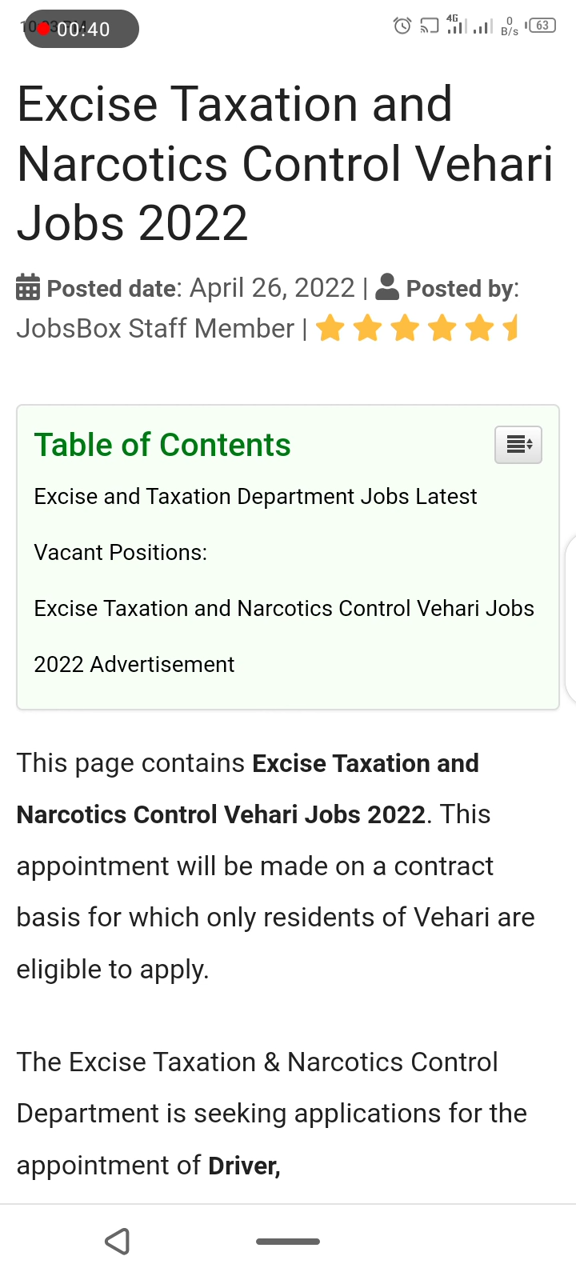 00:40
4G
0
B/s
63
Excise Taxation and
Narcotics Control Vehari
Jobs 2022
Posted date: April 26, 2022 | Posted by:
JobsBox Staff Member |
Table of Contents
Excise and Taxation Department Jobs Latest
Vacant Positions:
Excise Taxation and Narcotics Control Vehari Jobs
2022 Advertisement
This page contains Excise Taxation and
Narcotics Control Vehari Jobs 2022. This
appointment will be made on a contract
basis for which only residents of Vehari are
eligible to apply.
The Excise Taxation & Narcotics Control
Department is seeking applications for the
appointment of Driver,